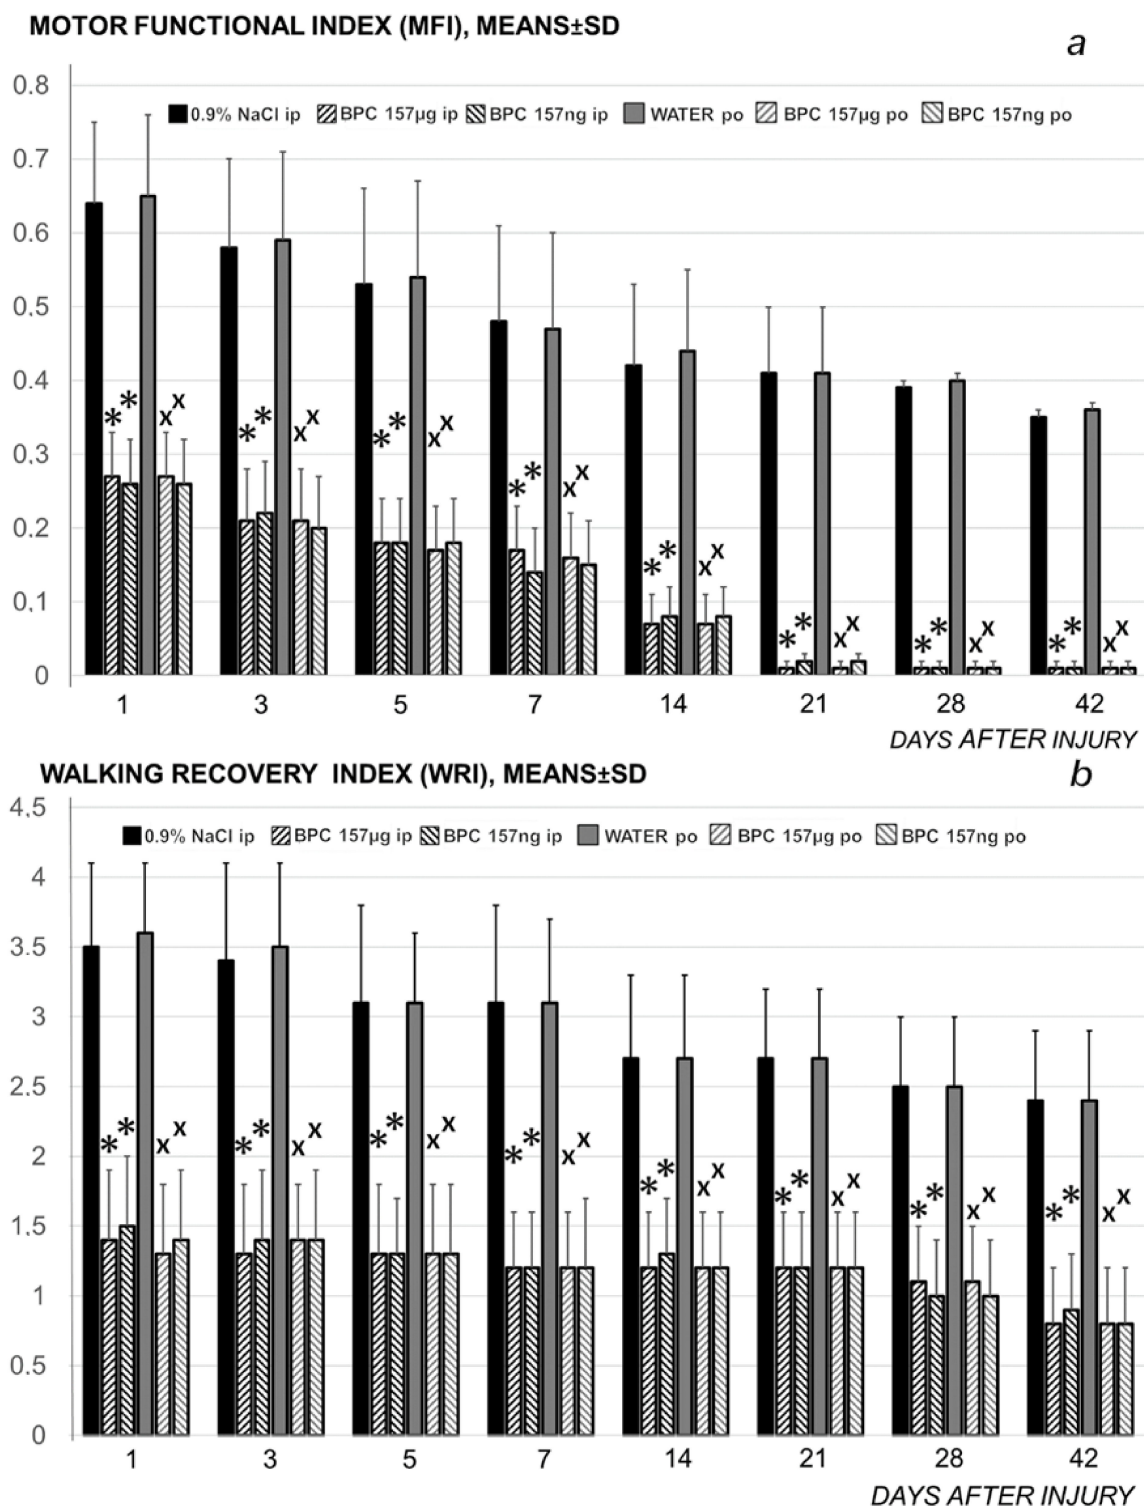 MOTOR FUNCTIONAL INDEX (MFI), MEANS±SD
a
0.8
0.9% NaCl ip BPC 157µg ip BPC 157ng ip WATER po BPC 157µg po BPC 157ng po
0.7
0.6
0.5
0.4
* * x x * * x x * * x x * * x x * * x x * * x x * * x x * * x x
0.3
0.2
0.1
0
1 3 5 7 14 21 28 42
DAYS AFTER INJURY
WALKING RECOVERY INDEX (WRI), MEANS±SD
b
4.5
0.9% NaCl ip BPC 157µg ip BPC 157ng ip WATER po BPC 157µg po BPC 157ng po
4
3.5
3
2.5
* * x x * * x x * * x x * * x x * * x x * * x x * * x x * * x x
2
1.5
1
0.5
0
1 3 5 7 14 21 28 42
DAYS AFTER INJURY